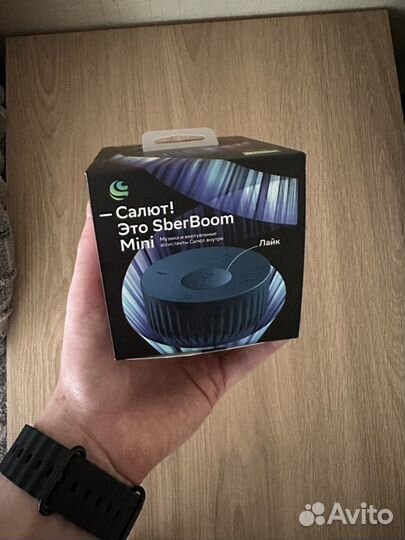 — Салют!
Это SberBoom
Mini
Музыка и виртуальные
ассистенты Салют внутри
Лайк
Avito